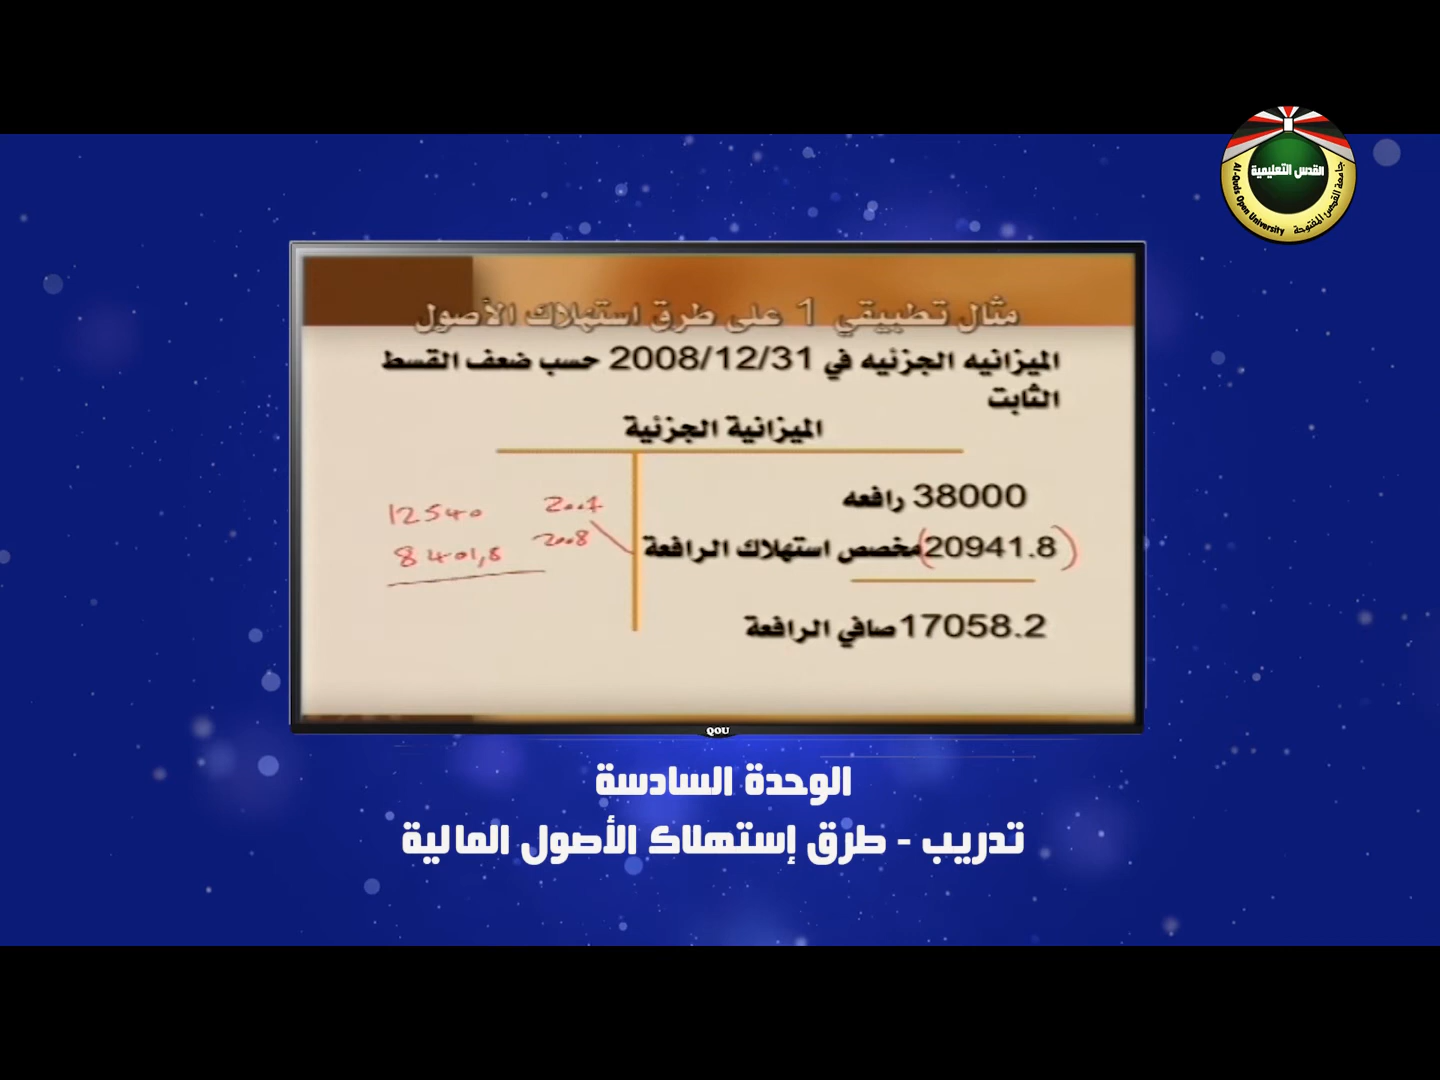 القدس التعليمية
Al-Quds Open University جامعة القدس المفتوحة
مثال تطبيقي 1 على طرق استهلاك الأصول
الميزانيه الجزئيه في 2008/12/31 حسب ضعف القسط
الثابت
الميزانية الجزئية
38000 رافعه
(20941.8) مخصص استهلاك الرافعة
17058.2 صافي الرافعة
12540 2007
8401,8 2008
QOU
الوحدة السادسة
تدريب - طرق إستهلاك الأصول المالية